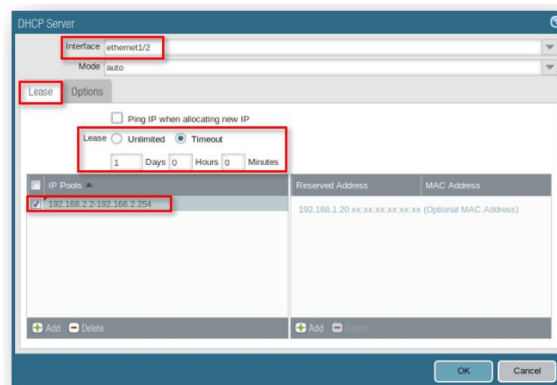 DHCP Server
Interface ethernet1/2
Mode auto
Lease Options
Ping IP when allocating new IP
Lease Unlimited Timeout
1 Days 0 Hours 0 Minutes
IP Pools Reserved Address MAC Address
192.168.2.2-192.168.2.254
192.168.1.20 xx:xx:xx:xx:xx:xx (Optional MAC Address)
Add Delete Add Delete
OK Cancel